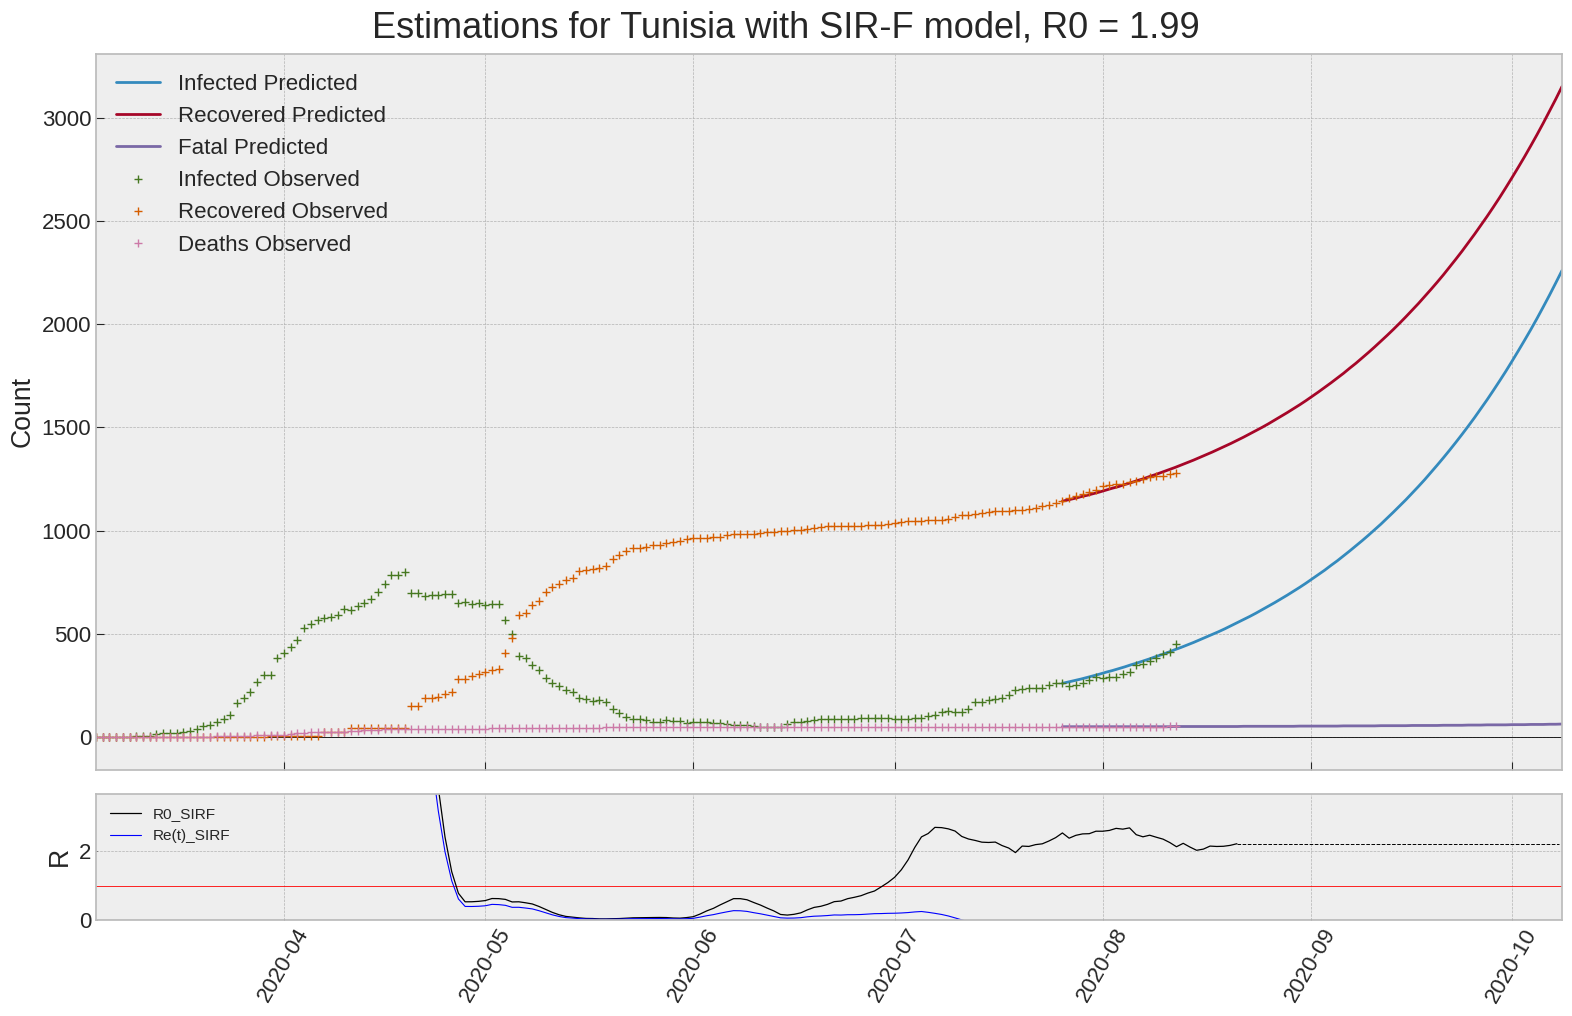 Estimations for Tunisia with SIR-F model, R0 = 1.99
Infected Predicted
Recovered Predicted
Fatal Predicted
Infected Observed
Recovered Observed
Deaths Observed
3000
2500
2000
1500
1000
500
0
Count
R0_SIRF
Re(t)_SIRF
2
0
R
2020-04
2020-05
2020-06
2020-07
2020-08
2020-09
2020-10